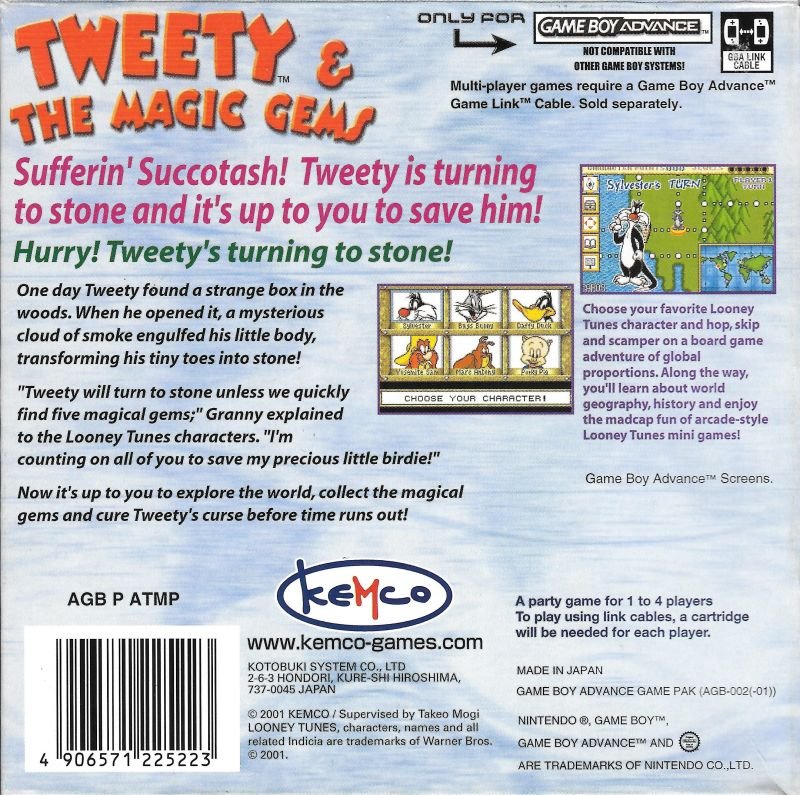 TWEETY™ &
THE MAGIC GEMS
ONLY FOR
GAME BOY ADVANCE
NOT COMPATIBLE WITH
OTHER GAME BOY SYSTEMS!
GBA LINK
CABLE
Multi-player games require a Game Boy Advance™
Game Link™ Cable. Sold separately.
Sufferin' Succotash! Tweety is turning
to stone and it's up to you to save him!
Hurry! Tweety's turning to stone!
One day Tweety found a strange box in the
woods. When he opened it, a mysterious
cloud of smoke engulfed his little body,
transforming his tiny toes into stone!
"Tweety will turn to stone unless we quickly
find five magical gems;" Granny explained
to the Looney Tunes characters. "I'm
counting on all of you to save my precious little birdie!"
Now it's up to you to explore the world, collect the magical
gems and cure Tweety's curse before time runs out!
Sylvester Bugs Bunny Daffy Duck
Yosemite Sam Marc Antony Porky Pig
CHOOSE YOUR CHARACTER!
Sylvester's TURN
PLAYER 1
TURN
Choose your favorite Looney
Tunes character and hop, skip
and scamper on a board game
adventure of global
proportions. Along the way,
you'll learn about world
geography, history and enjoy
the madcap fun of arcade-style
Looney Tunes mini games!
Game Boy Advance™ Screens.
AGB P ATMP
KEMCO
www.kemco-games.com
KOTOBUKI SYSTEM CO., LTD
2-6-3 HONDORI, KURE-SHI HIROSHIMA,
737-0045 JAPAN
© 2001 KEMCO / Supervised by Takeo Mogi
LOONEY TUNES, characters, names and all
related Indicia are trademarks of Warner Bros.
© 2001.
4 906571 225223
A party game for 1 to 4 players
To play using link cables, a cartridge
will be needed for each player.
MADE IN JAPAN
GAME BOY ADVANCE GAME PAK (AGB-002(-01))
NINTENDO ®, GAME BOY™,
GAME BOY ADVANCE™ AND
ARE TRADEMARKS OF NINTENDO CO.,LTD.